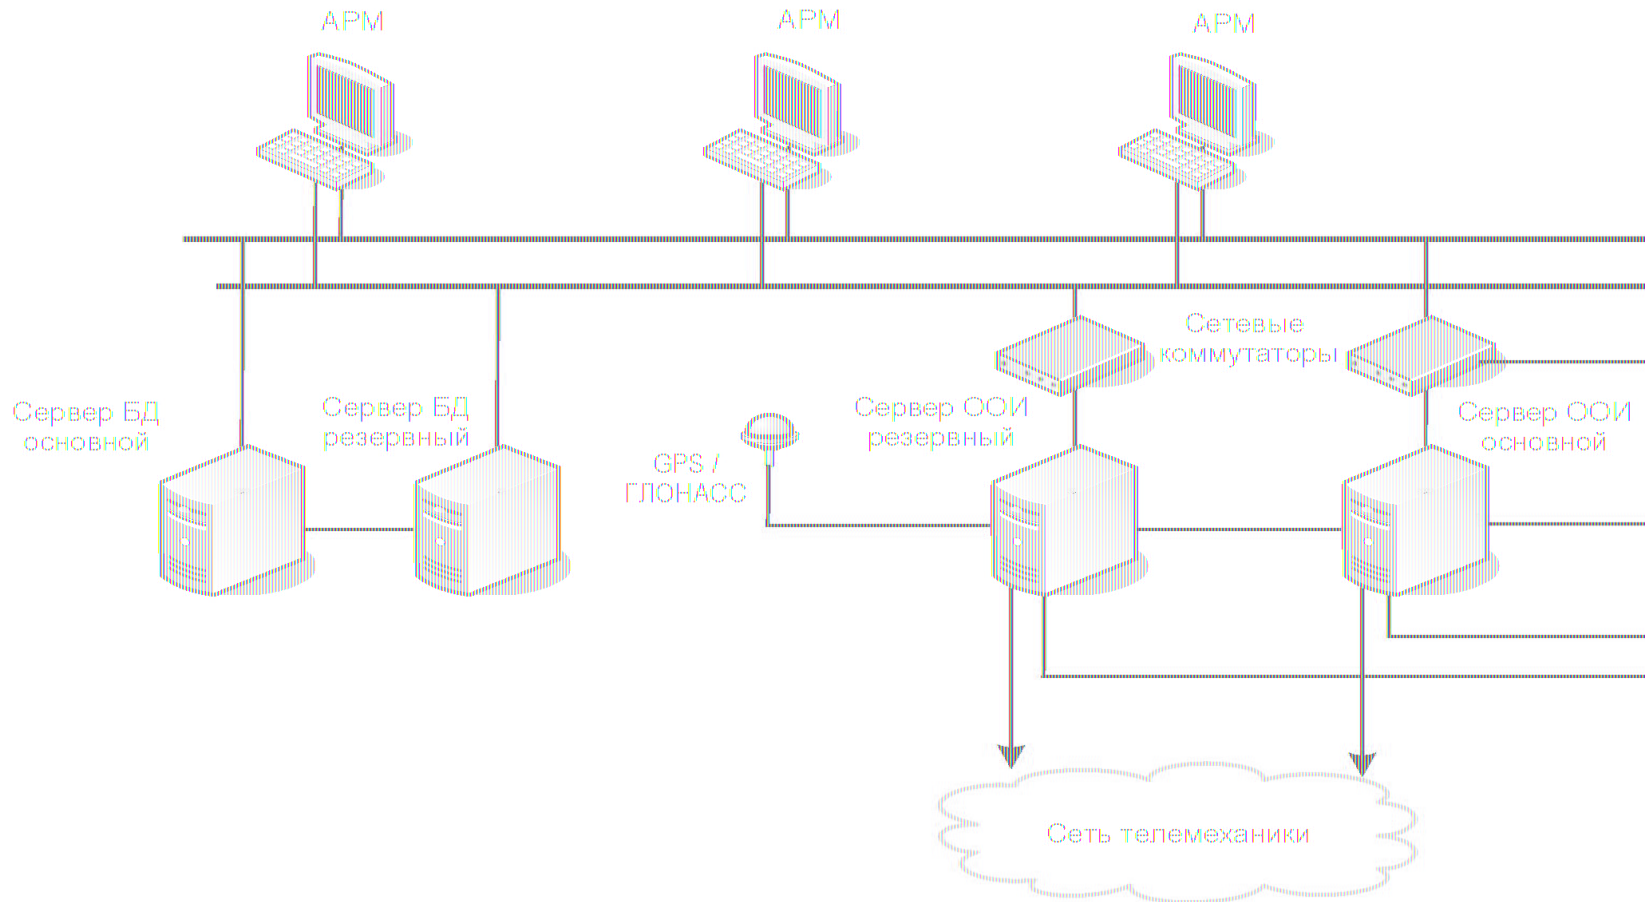 АРМ
АРМ
АРМ
Сетевые
коммутаторы
Сервер БД
основной
Сервер БД
резервный
GPS /
ГЛОНАСС
Сервер ООИ
резервный
Сервер ООИ
основной
Сеть телемеханики